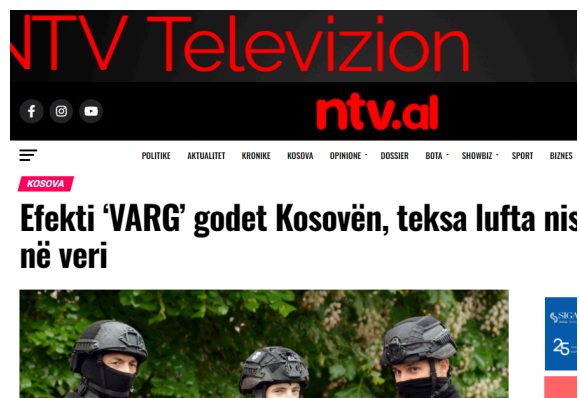 NTV Televizion
ntv.al
POLITIKE AKTUALITET KRONIKE KOSOVA OPINIONE DOSSIER BOTA SHOWBIZ SPORT BIZNES
KOSOVA
Efekti ‘VARG’ godet Kosovën, teksa lufta nis
në veri
SIGA
25